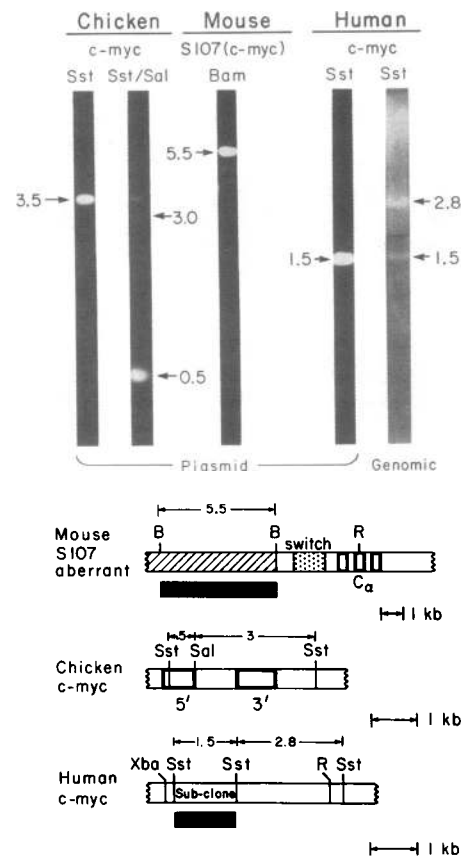 Chicken Mouse Human
c-myc S107(c-myc) c-myc
Sst Sst/Sal Bam Sst Sst
5.5
3.5
3.0
2.8
1.5 1.5
0.5
Plasmid Genomic
5.5
Mouse S107 aberrant
B B switch R
Cα
1 kb
.5 3
Chicken c-myc
Sst Sal Sst
5' 3'
1 kb
1.5 2.8
Human c-myc
Xba Sst Sst R Sst
Sub-clone
1 kb